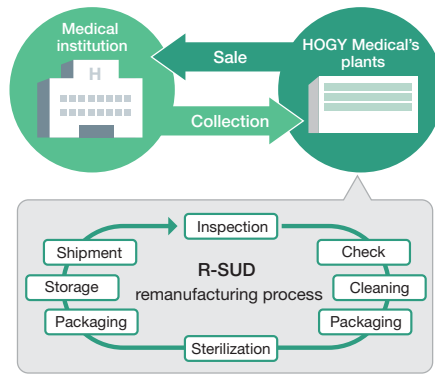 Medical
institution
H
Sale
Collection
HOGY Medical’s
plants
Inspection
Check
Cleaning
Packaging
Sterilization
Packaging
Storage
Shipment
R-SUD
remanufacturing process